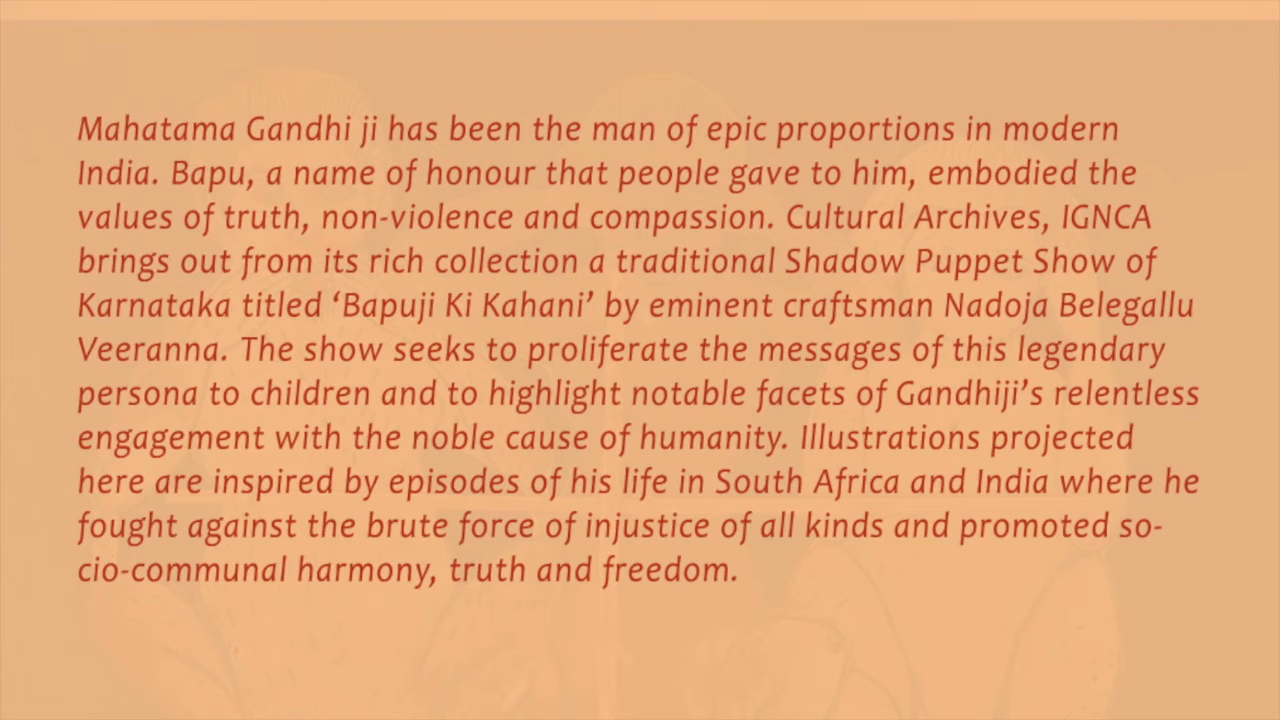 Mahatama Gandhi ji has been the man of epic proportions in modern
India. Bapu, a name of honour that people gave to him, embodied the
values of truth, non-violence and compassion. Cultural Archives, IGNCA
brings out from its rich collection a traditional Shadow Puppet Show of
Karnataka titled ‘Bapuji Ki Kahani’ by eminent craftsman Nadoja Belegallu
Veeranna. The show seeks to proliferate the messages of this legendary
persona to children and to highlight notable facets of Gandhiji’s relentless
engagement with the noble cause of humanity. Illustrations projected
here are inspired by episodes of his life in South Africa and India where he
fought against the brute force of injustice of all kinds and promoted so-
cio-communal harmony, truth and freedom.